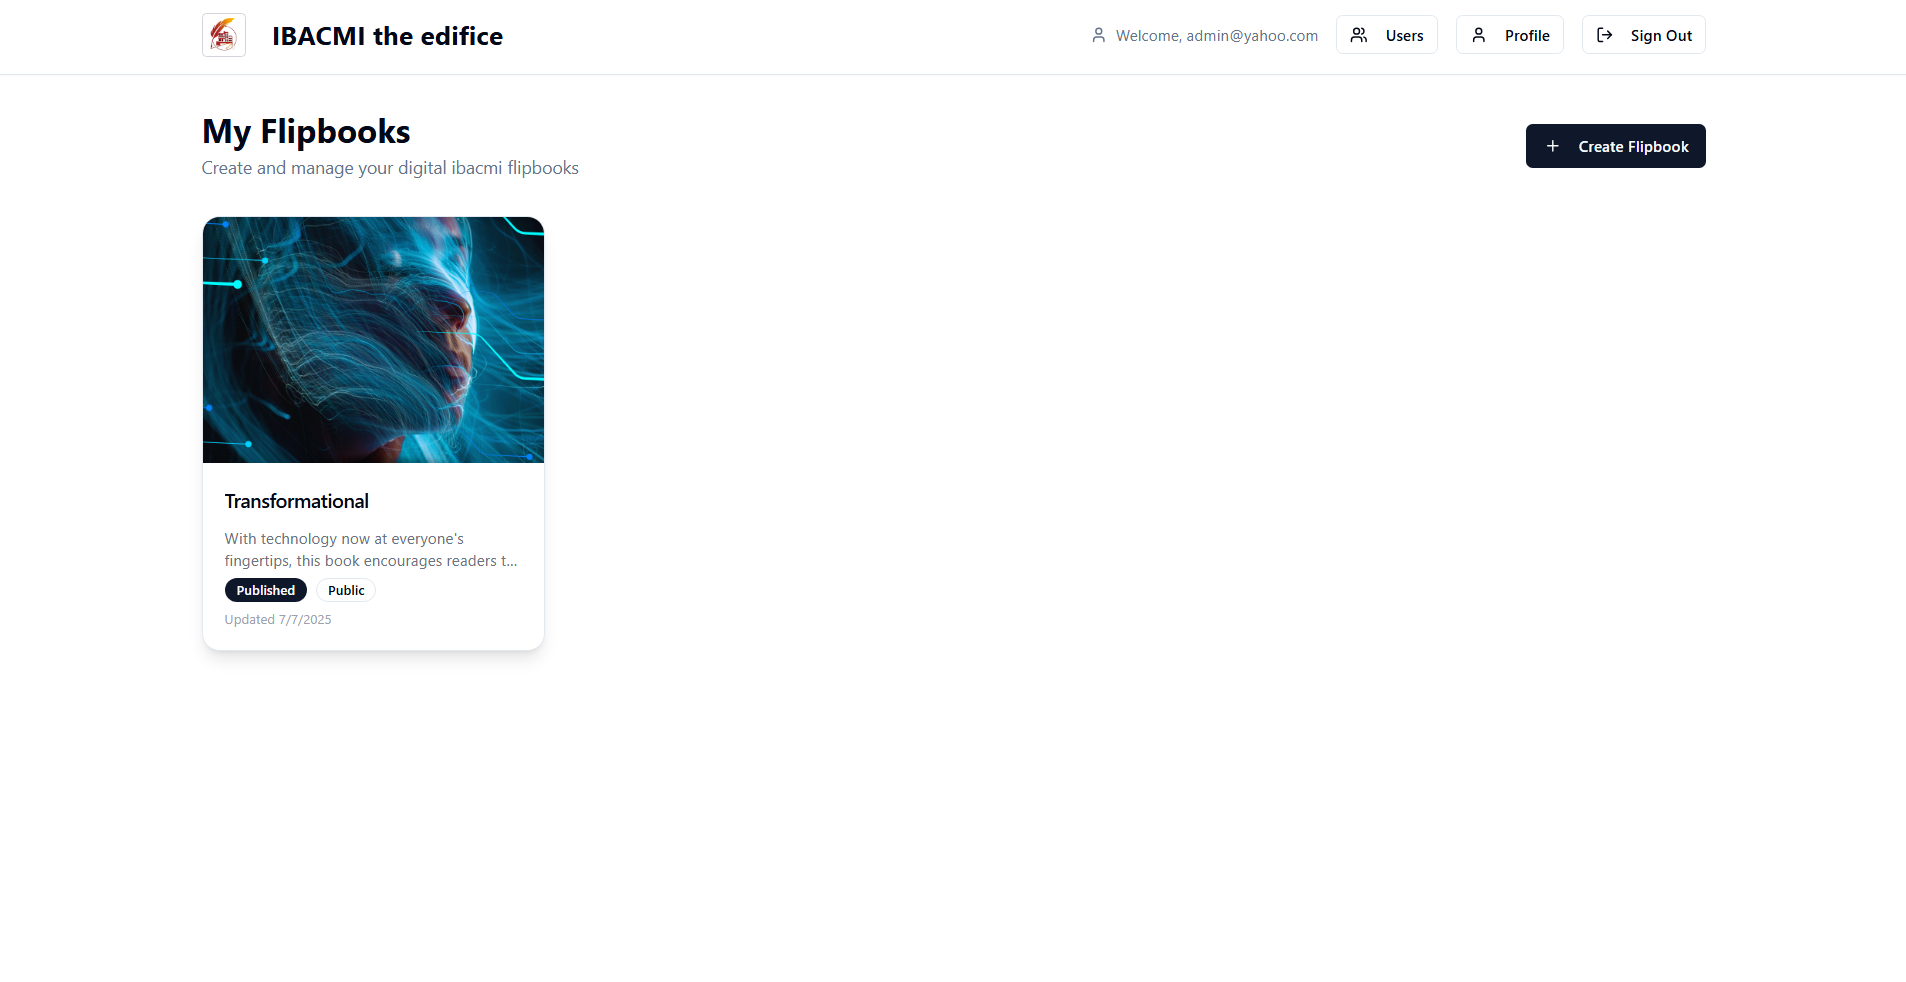 IBACMI the edifice
Welcome, admin@yahoo.com
Users
Profile
Sign Out
My Flipbooks
Create and manage your digital ibacmi flipbooks
Create Flipbook
Transformational
With technology now at everyone's
fingertips, this book encourages readers t...
Published
Public
Updated 7/7/2025